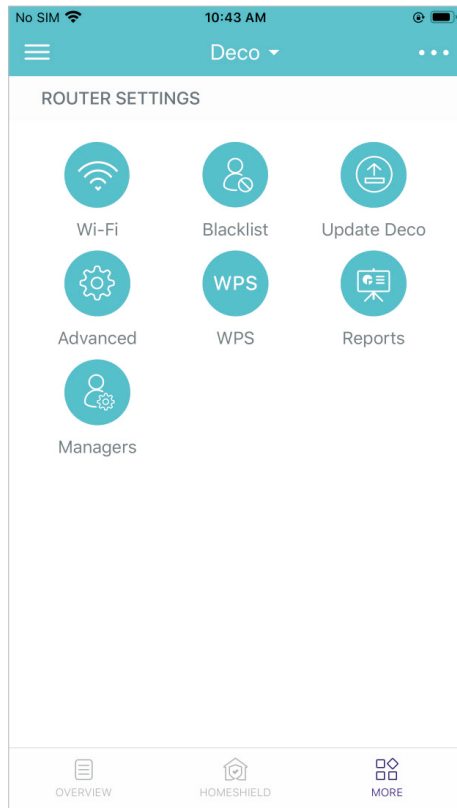 No SIM 10:43 AM
Deco
ROUTER SETTINGS
Wi-Fi Blacklist Update Deco
WPS
Advanced WPS Reports
Managers
OVERVIEW HOMESHIELD MORE